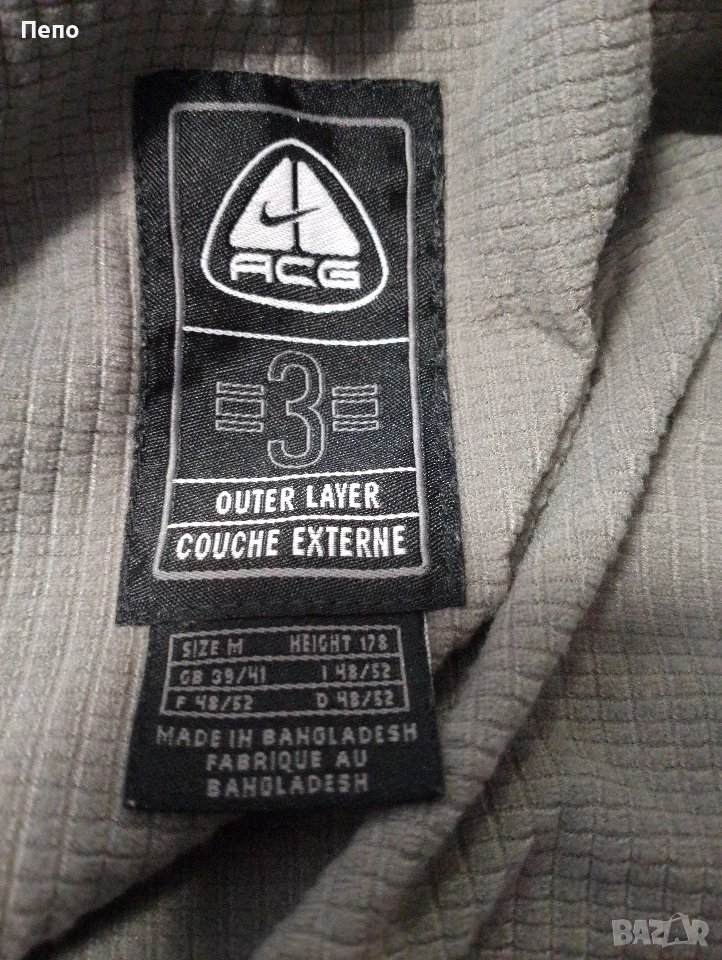 Пепо
ACG
3
OUTER LAYER
COUCHE EXTERNE
SIZE M HEIGHT 178
GB 39/41 I 48/52
F 48/52 D 48/52
MADE IN BANGLADESH
FABRIQUE AU
BANGLADESH
BAZAR